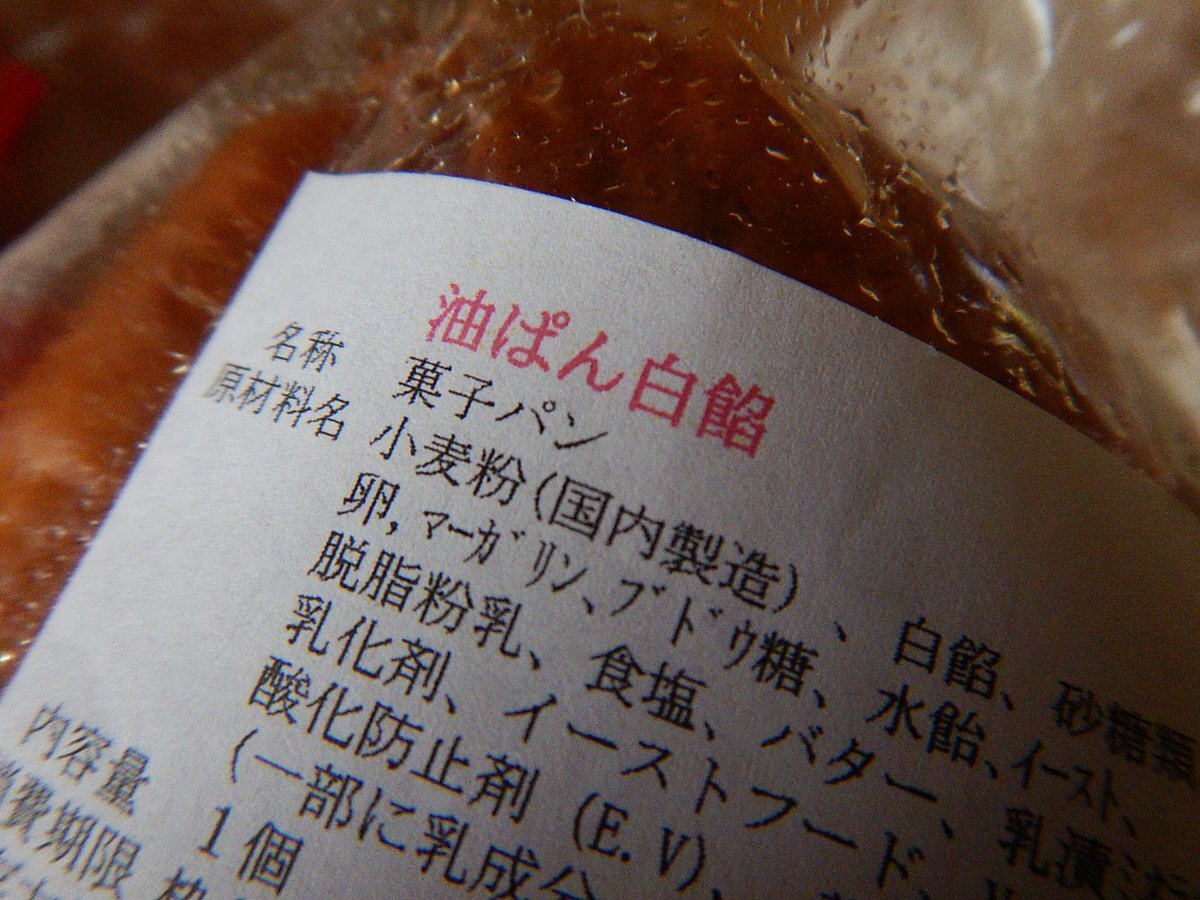 油ぱん白餡
名称 菓子パン
原材料名 小麦粉(国内製造)、白餡、砂糖類
卵,マーガリン、ブドウ糖、水飴、イースト、
脱脂粉乳、食塩、バター、乳
乳化剤、イーストフード、
酸化防止剤 (E.V)、
(一部に乳成分
内容量 1個
費期限